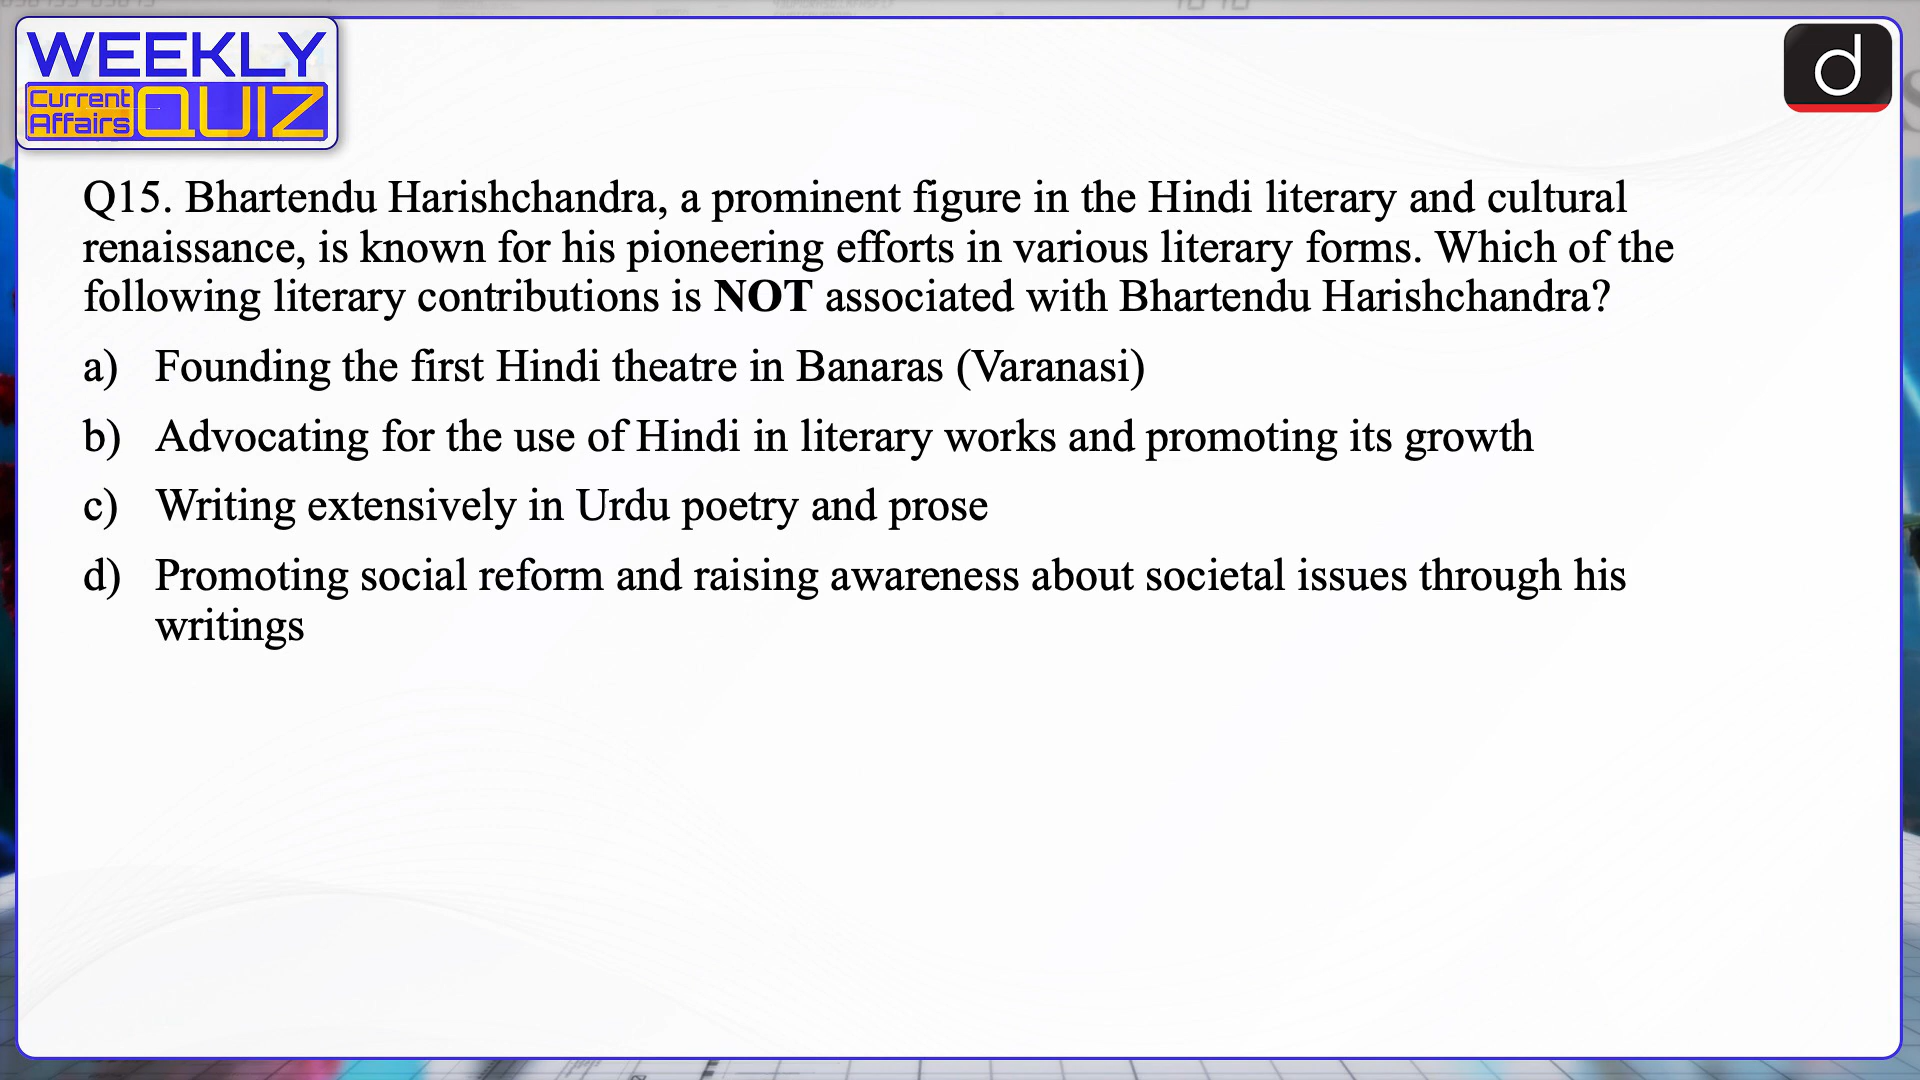 WEEKLY
Current
Affairs
QUIZ
d
Q15. Bhartendu Harishchandra, a prominent figure in the Hindi literary and cultural
renaissance, is known for his pioneering efforts in various literary forms. Which of the
following literary contributions is NOT associated with Bhartendu Harishchandra?
a) Founding the first Hindi theatre in Banaras (Varanasi)
b) Advocating for the use of Hindi in literary works and promoting its growth
c) Writing extensively in Urdu poetry and prose
d) Promoting social reform and raising awareness about societal issues through his
writings